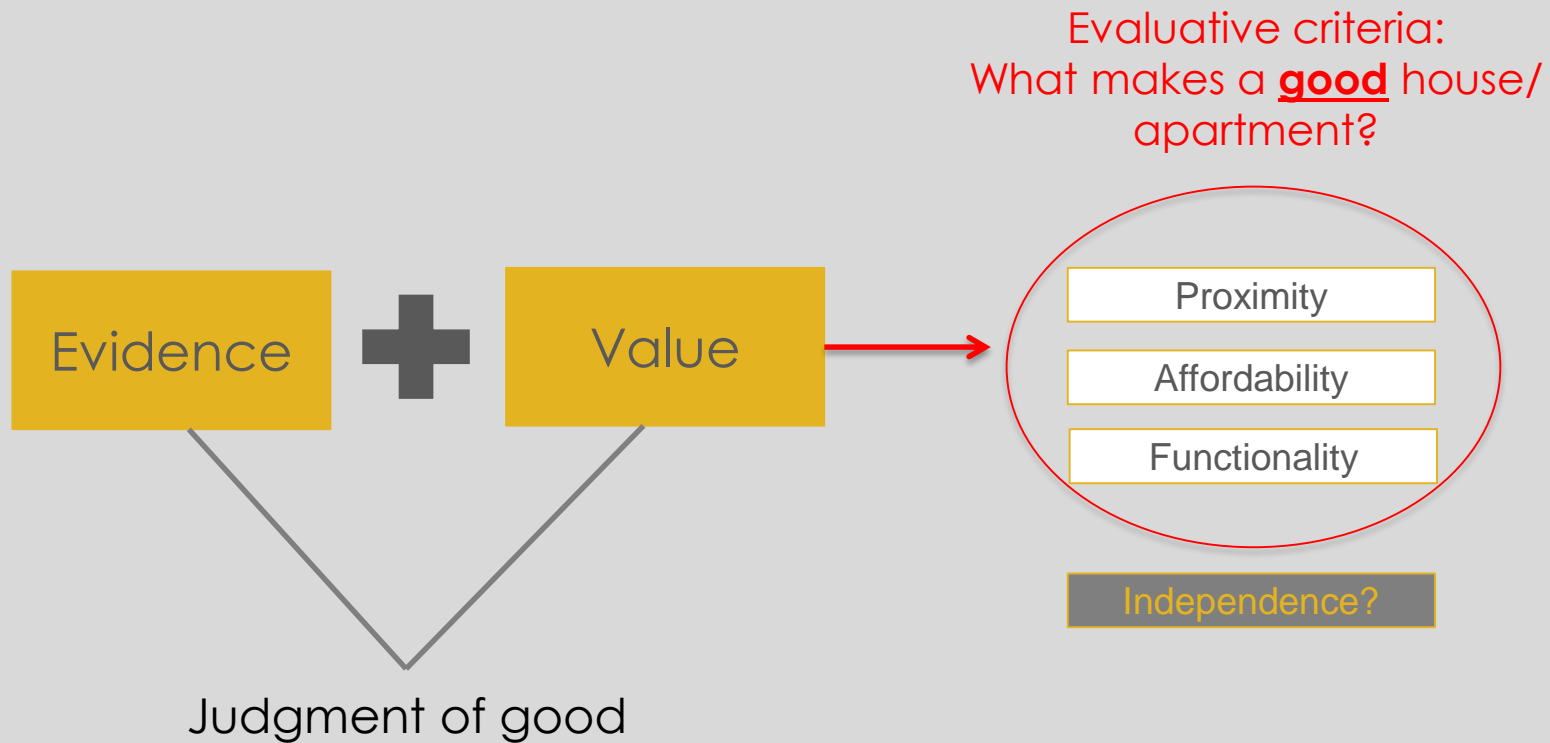 Evaluative criteria:
What makes a good house/
apartment?
Evidence
Value
Proximity
Affordability
Functionality
Independence?
Judgment of good